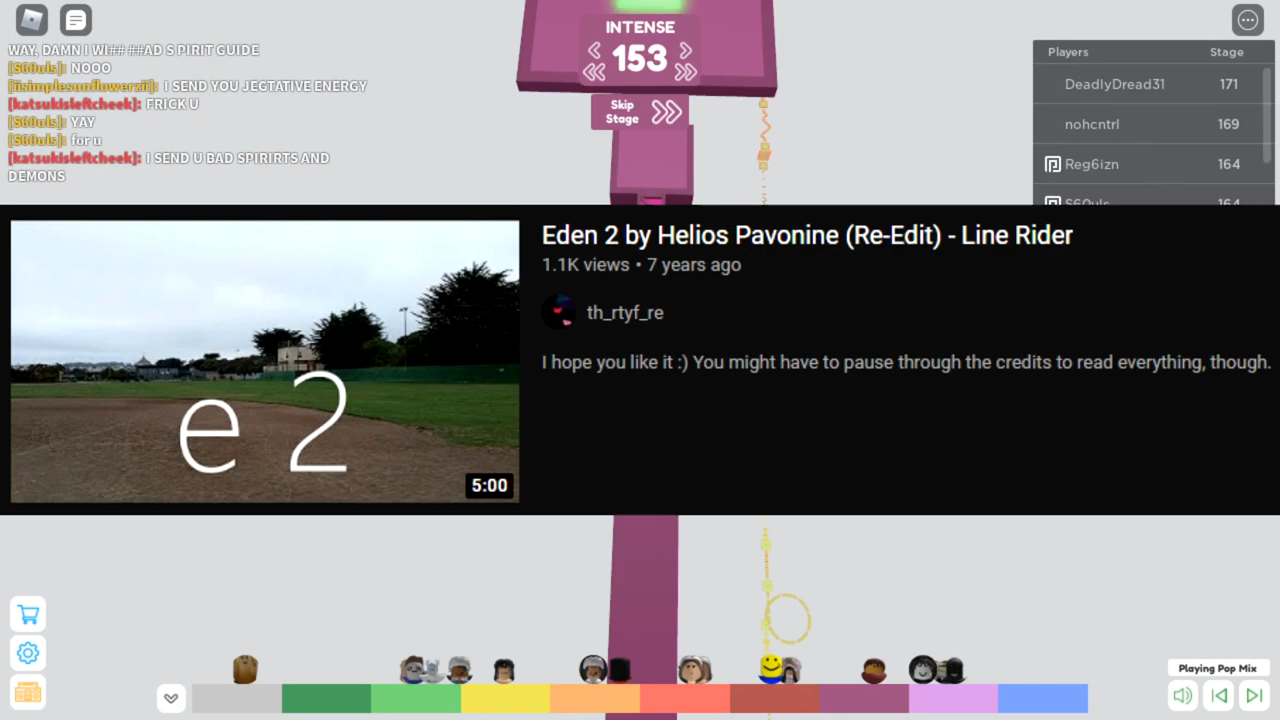 WAY, DAMN I WI## ##AD S PIRIT GUIDE
[S60uls]: NOOO
[iisimplesunflowerzii]: I SEND YOU JEGTATIVE ENERGY
[katsukisleftcheek]: FRICK U
[S60uls]: YAY
[S60uls]: for u
[katsukisleftcheek]: I SEND U BAD SPIRIRTS AND
DEMONS
INTENSE
153
Skip
Stage
Players Stage
DeadlyDread31 171
nohcntrl 169
Reg6izn 164
S60uls 164
e 2
5:00
Eden 2 by Helios Pavonine (Re-Edit) - Line Rider
1.1K views • 7 years ago
th_rtyf_re
I hope you like it :) You might have to pause through the credits to read everything, though.
Playing Pop Mix